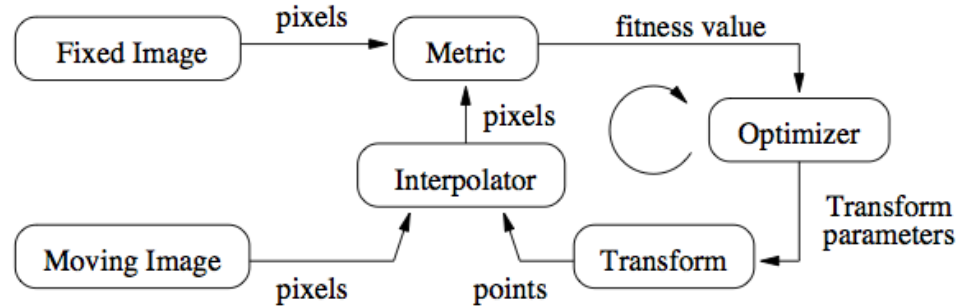 pixels
fitness value
Fixed Image
Metric
pixels
Optimizer
Interpolator
Transform
parameters
Moving Image
Transform
pixels
points